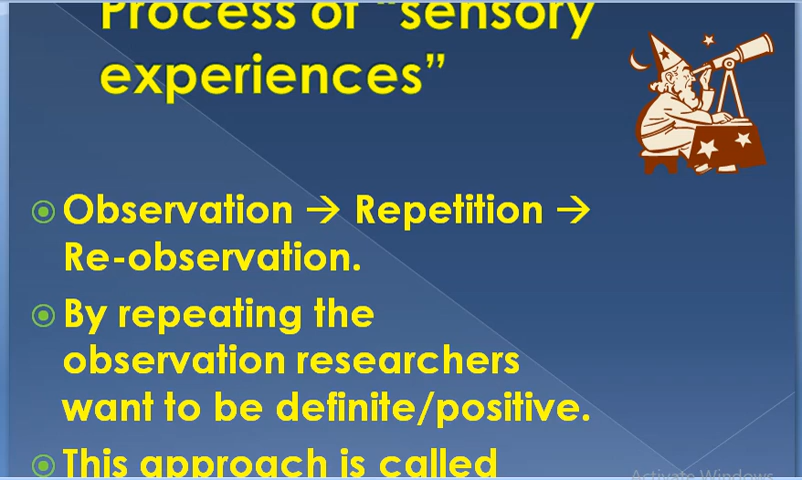 Process of “sensory
experiences”
Observation → Repetition →
Re-observation.
By repeating the
observation researchers
want to be definite/positive.
This approach is called
Activate Windows